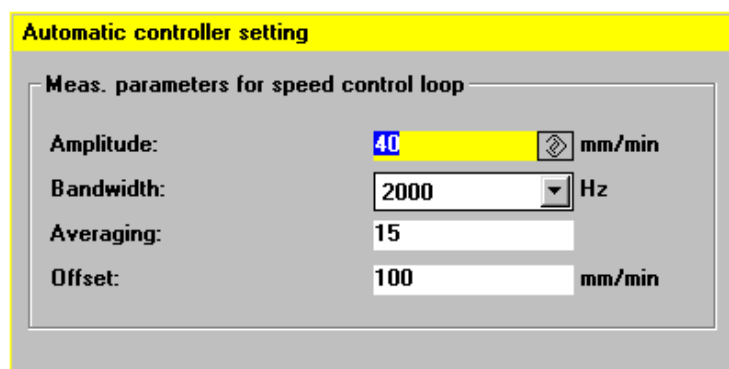 Automatic controller setting
Meas. parameters for speed control loop
Amplitude: 40 mm/min
Bandwidth: 2000 Hz
Averaging: 15
Offset: 100 mm/min